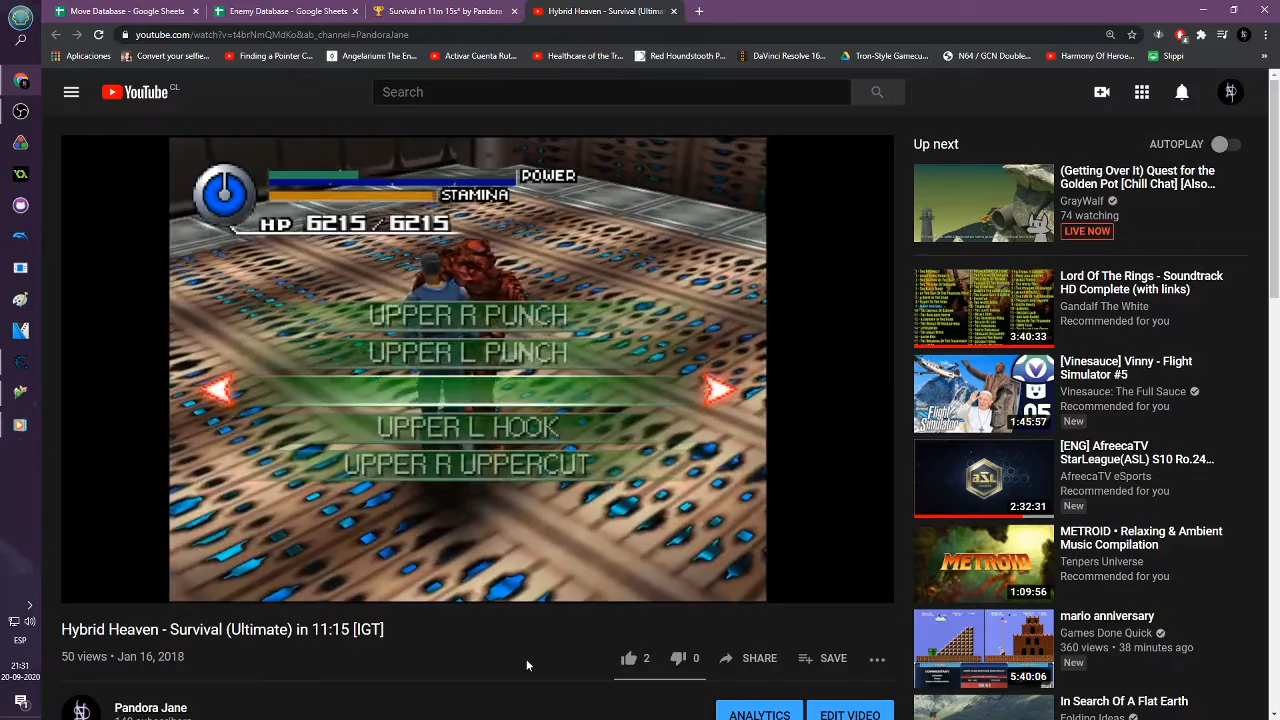 Move Database - Google Sheets
Enemy Database - Google Sheets
Survival in 11m 15s* by Pandora
Hybrid Heaven - Survival (Ultima
youtube.com/watch?v=t4brNmQMdKo&ab_channel=PandoraJane
Aplicaciones
Convert your selfie...
Finding a Pointer C...
Angelarium: The En...
Activar Cuenta Rut...
Healthcare of the Tr...
Red Houndstooth P...
DaVinci Resolve 16...
Tron-Style Gamecu...
N64 / GCN Double...
Harmony Of Heroe...
Slippi
YouTube CL
Search
POWER
STAMINA
HP 6215/6215
UPPER R PUNCH
UPPER L PUNCH
UPPER L HOOK
UPPER R UPPERCUT
Hybrid Heaven - Survival (Ultimate) in 11:15 [IGT]
50 views • Jan 16, 2018
2
0
SHARE
SAVE
Pandora Jane
ANALYTICS
EDIT VIDEO
Up next
AUTOPLAY
(Getting Over It) Quest for the
Golden Pot [Chill Chat] [Also...
GrayWalf
74 watching
LIVE NOW
Lord Of The Rings - Soundtrack
HD Complete (with links)
Gandalf The White
Recommended for you
3:40:33
[Vinesauce] Vinny - Flight
Simulator #5
Vinesauce: The Full Sauce
Recommended for you
New
Flight
Simulator
05
1:45:57
[ENG] AfreecaTV
StarLeague(ASL) S10 Ro.24...
AfreecaTV eSports
Recommended for you
New
aSL
2:32:31
METROID • Relaxing & Ambient
Music Compilation
Tenpers Universe
Recommended for you
METROID
1:09:56
mario anniversary
Games Done Quick
360 views • 38 minutes ago
New
5:40:06
In Search Of A Flat Earth
Folding Ideas
ESP
21:31
20-09-2020